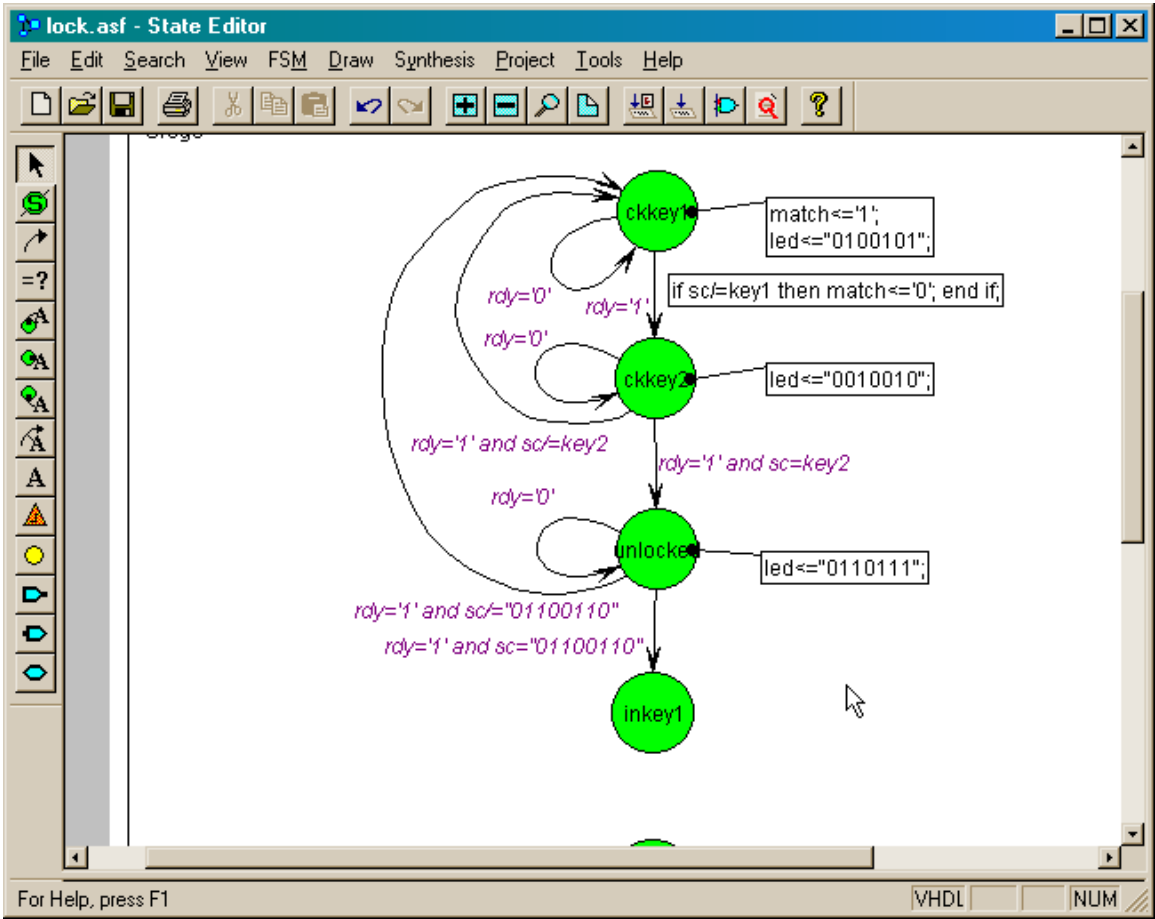 lock.asf - State Editor
File Edit Search View FSM Draw Synthesis Project Tools Help
ckkey1
match<='1';
led<="0100101";
rdy='0'
rdy='1'
if sc/=key1 then match<='0'; end if;
rdy='0'
ckkey2
led<="0010010";
rdy='1' and sc/=key2
rdy='1' and sc=key2
rdy='0'
unlocke
led<="0110111";
rdy='1' and sc/="01100110"
rdy='1' and sc="01100110"
inkey1
For Help, press F1
VHDL
NUM